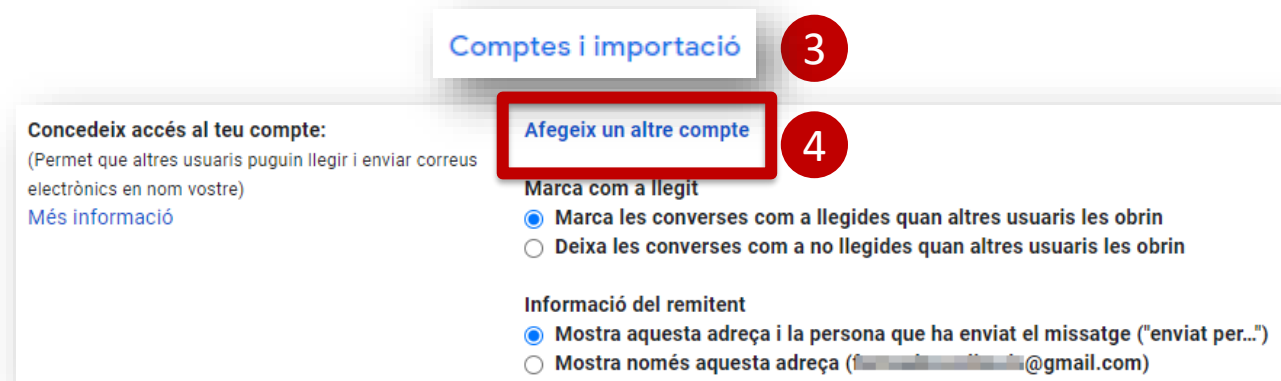 Comptes i importació
3
Concedeix accés al teu compte:
(Permet que altres usuaris puguin llegir i enviar correus
electrònics en nom vostre)
Més informació
Afegeix un altre compte
4
Marca com a llegit
Marca les converses com a llegides quan altres usuaris les obrin
Deixa les converses com a no llegides quan altres usuaris les obrin
Informació del remitent
Mostra aquesta adreça i la persona que ha enviat el missatge ("enviat per...")
Mostra només aquesta adreça (@gmail.com)